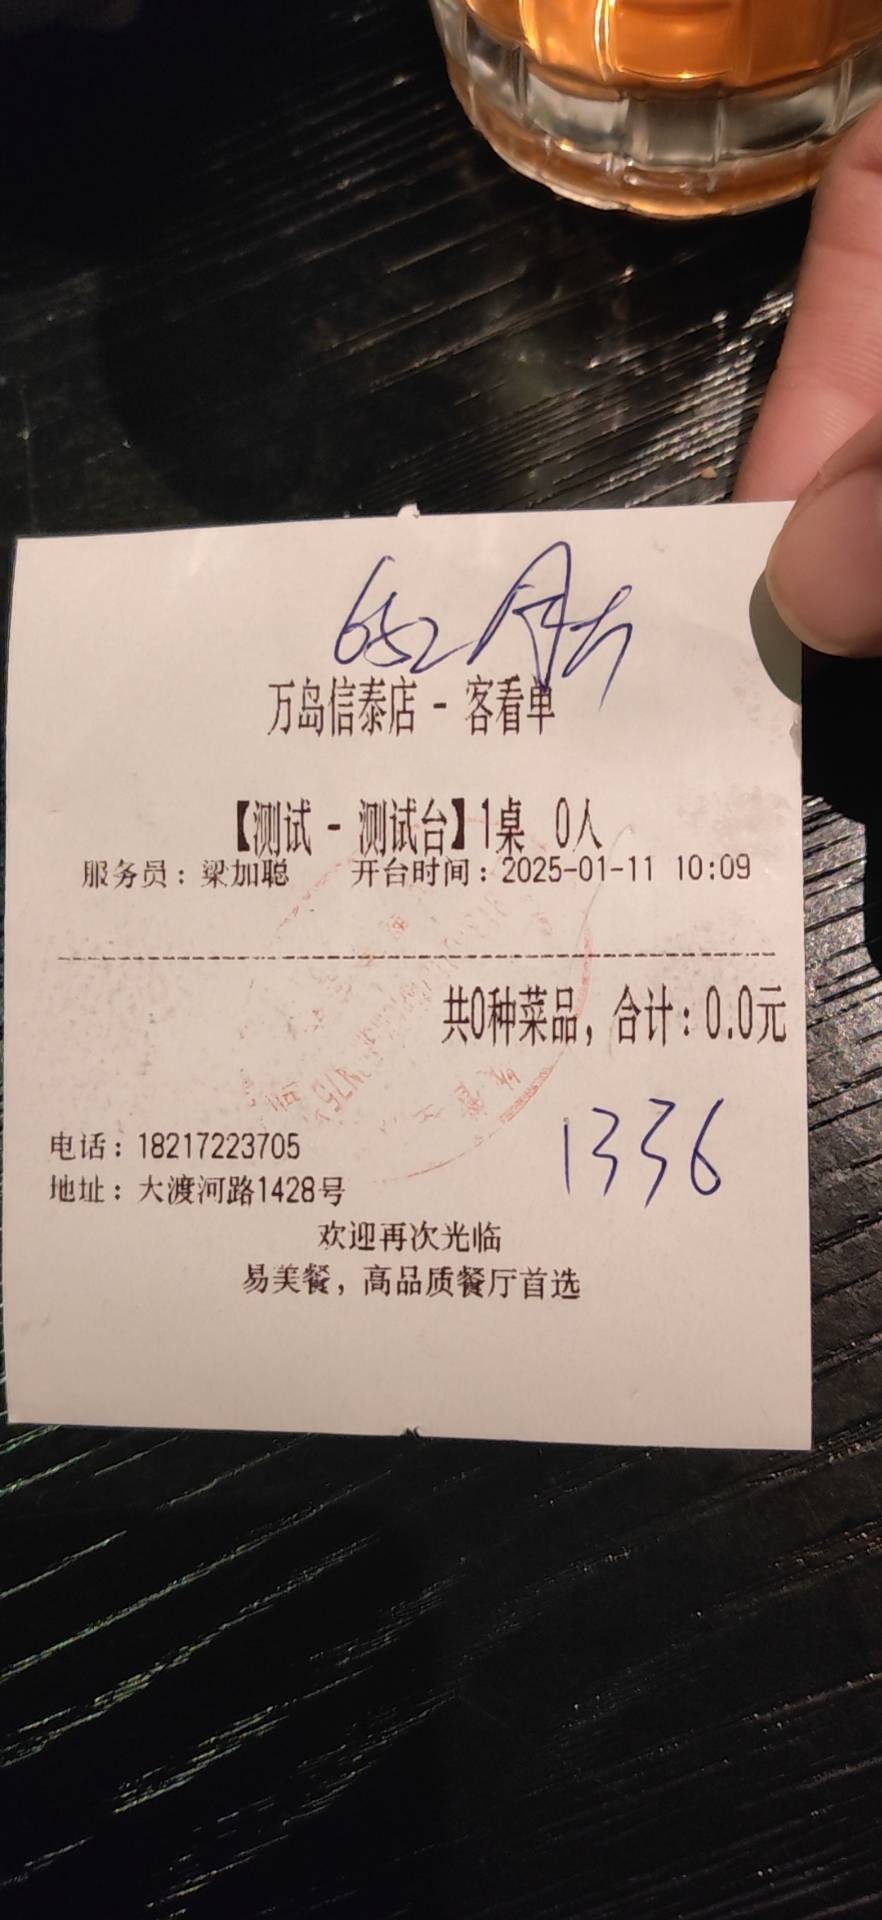 652
万岛信泰店 - 客看单
【测试 - 测试台】1桌 0人
服务员：梁加聪 开台时间：2025-01-11 10:09
共0种菜品，合计：0.0元
1336
电话：18217223705
地址：大渡河路1428号
欢迎再次光临
易美餐，高品质餐厅首选